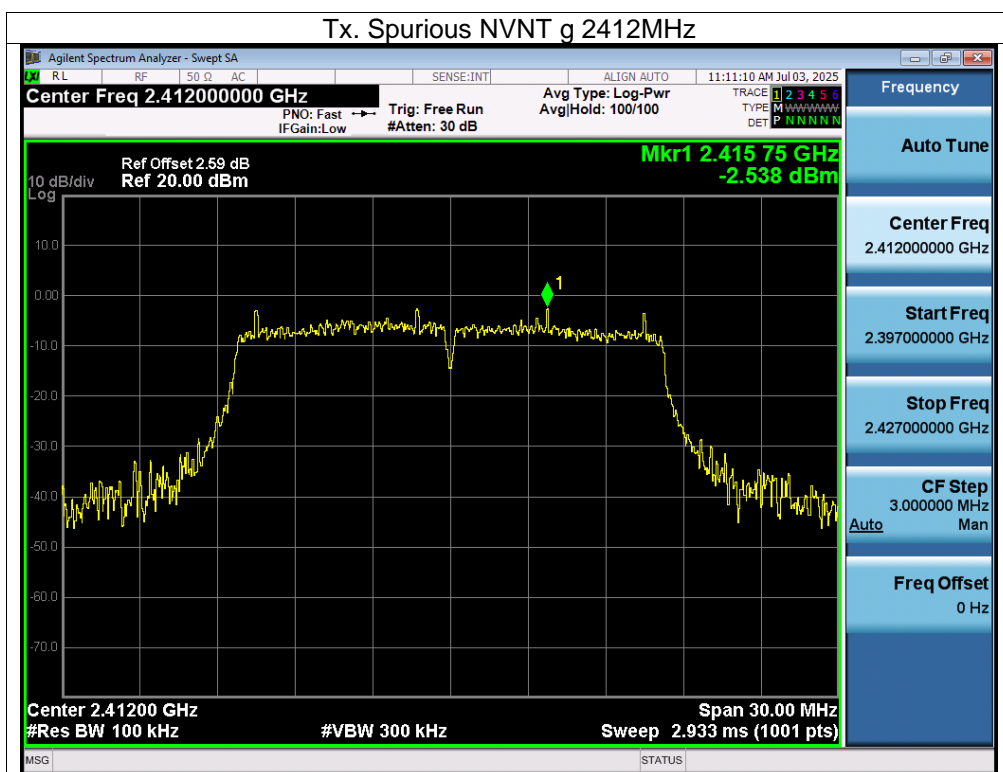 Tx. Spurious NVNT g 2412MHz
Agilent Spectrum Analyzer - Swept SA
LXI RL RF 50 Ω AC SENSE:INT ALIGN AUTO 11:11:10 AM Jul 03, 2025
Center Freq 2.412000000 GHz
PNO: Fast
IFGain:Low
Trig: Free Run
#Atten: 30 dB
Avg Type: Log-Pwr
Avg|Hold: 100/100
TRACE 1 2 3 4 5 6
TYPE M WWWWW
DET P N N N N N
Ref Offset 2.59 dB
Ref 20.00 dBm
10 dB/div
Log
Mkr1 2.415 75 GHz
-2.538 dBm
10.0
0.00
-10.0
-20.0
-30.0
-40.0
-50.0
-60.0
-70.0
1
Center 2.41200 GHz
#Res BW 100 kHz
#VBW 300 kHz
Span 30.00 MHz
Sweep 2.933 ms (1001 pts)
MSG
STATUS
Frequency
Auto Tune
Center Freq
2.412000000 GHz
Start Freq
2.397000000 GHz
Stop Freq
2.427000000 GHz
CF Step
3.000000 MHz
Auto Man
Freq Offset
0 Hz